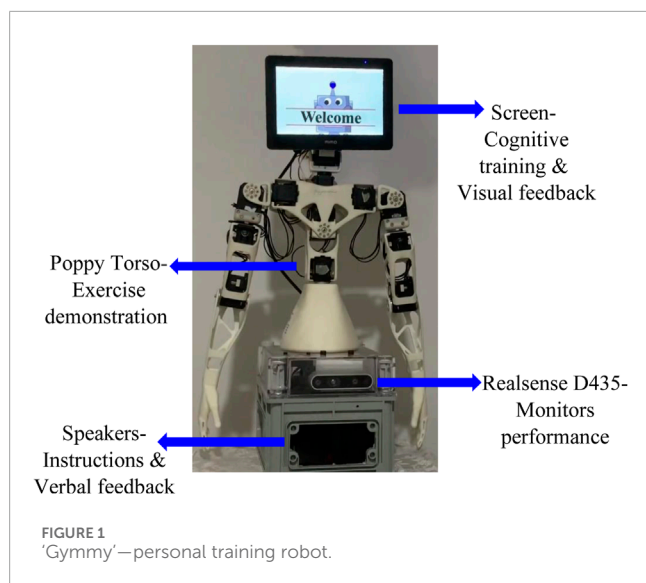 Welcome
Screen-
Cognitive
training &
Visual feedback
Poppy Torso-
Exercise
demonstration
Realsense D435-
Monitors
performance
Speakers-
Instructions &
Verbal feedback
FIGURE 1
‘Gymmy’—personal training robot.